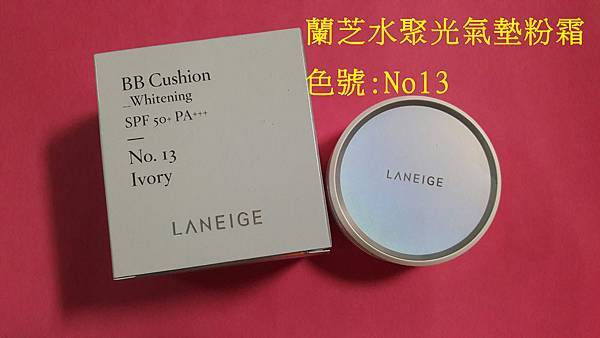 蘭芝水聚光氣墊粉霜
色號:No13
BB Cushion
_Whitening
SPF 50+ PA+++
No. 13
Ivory
LANEIGE
LANEIGE